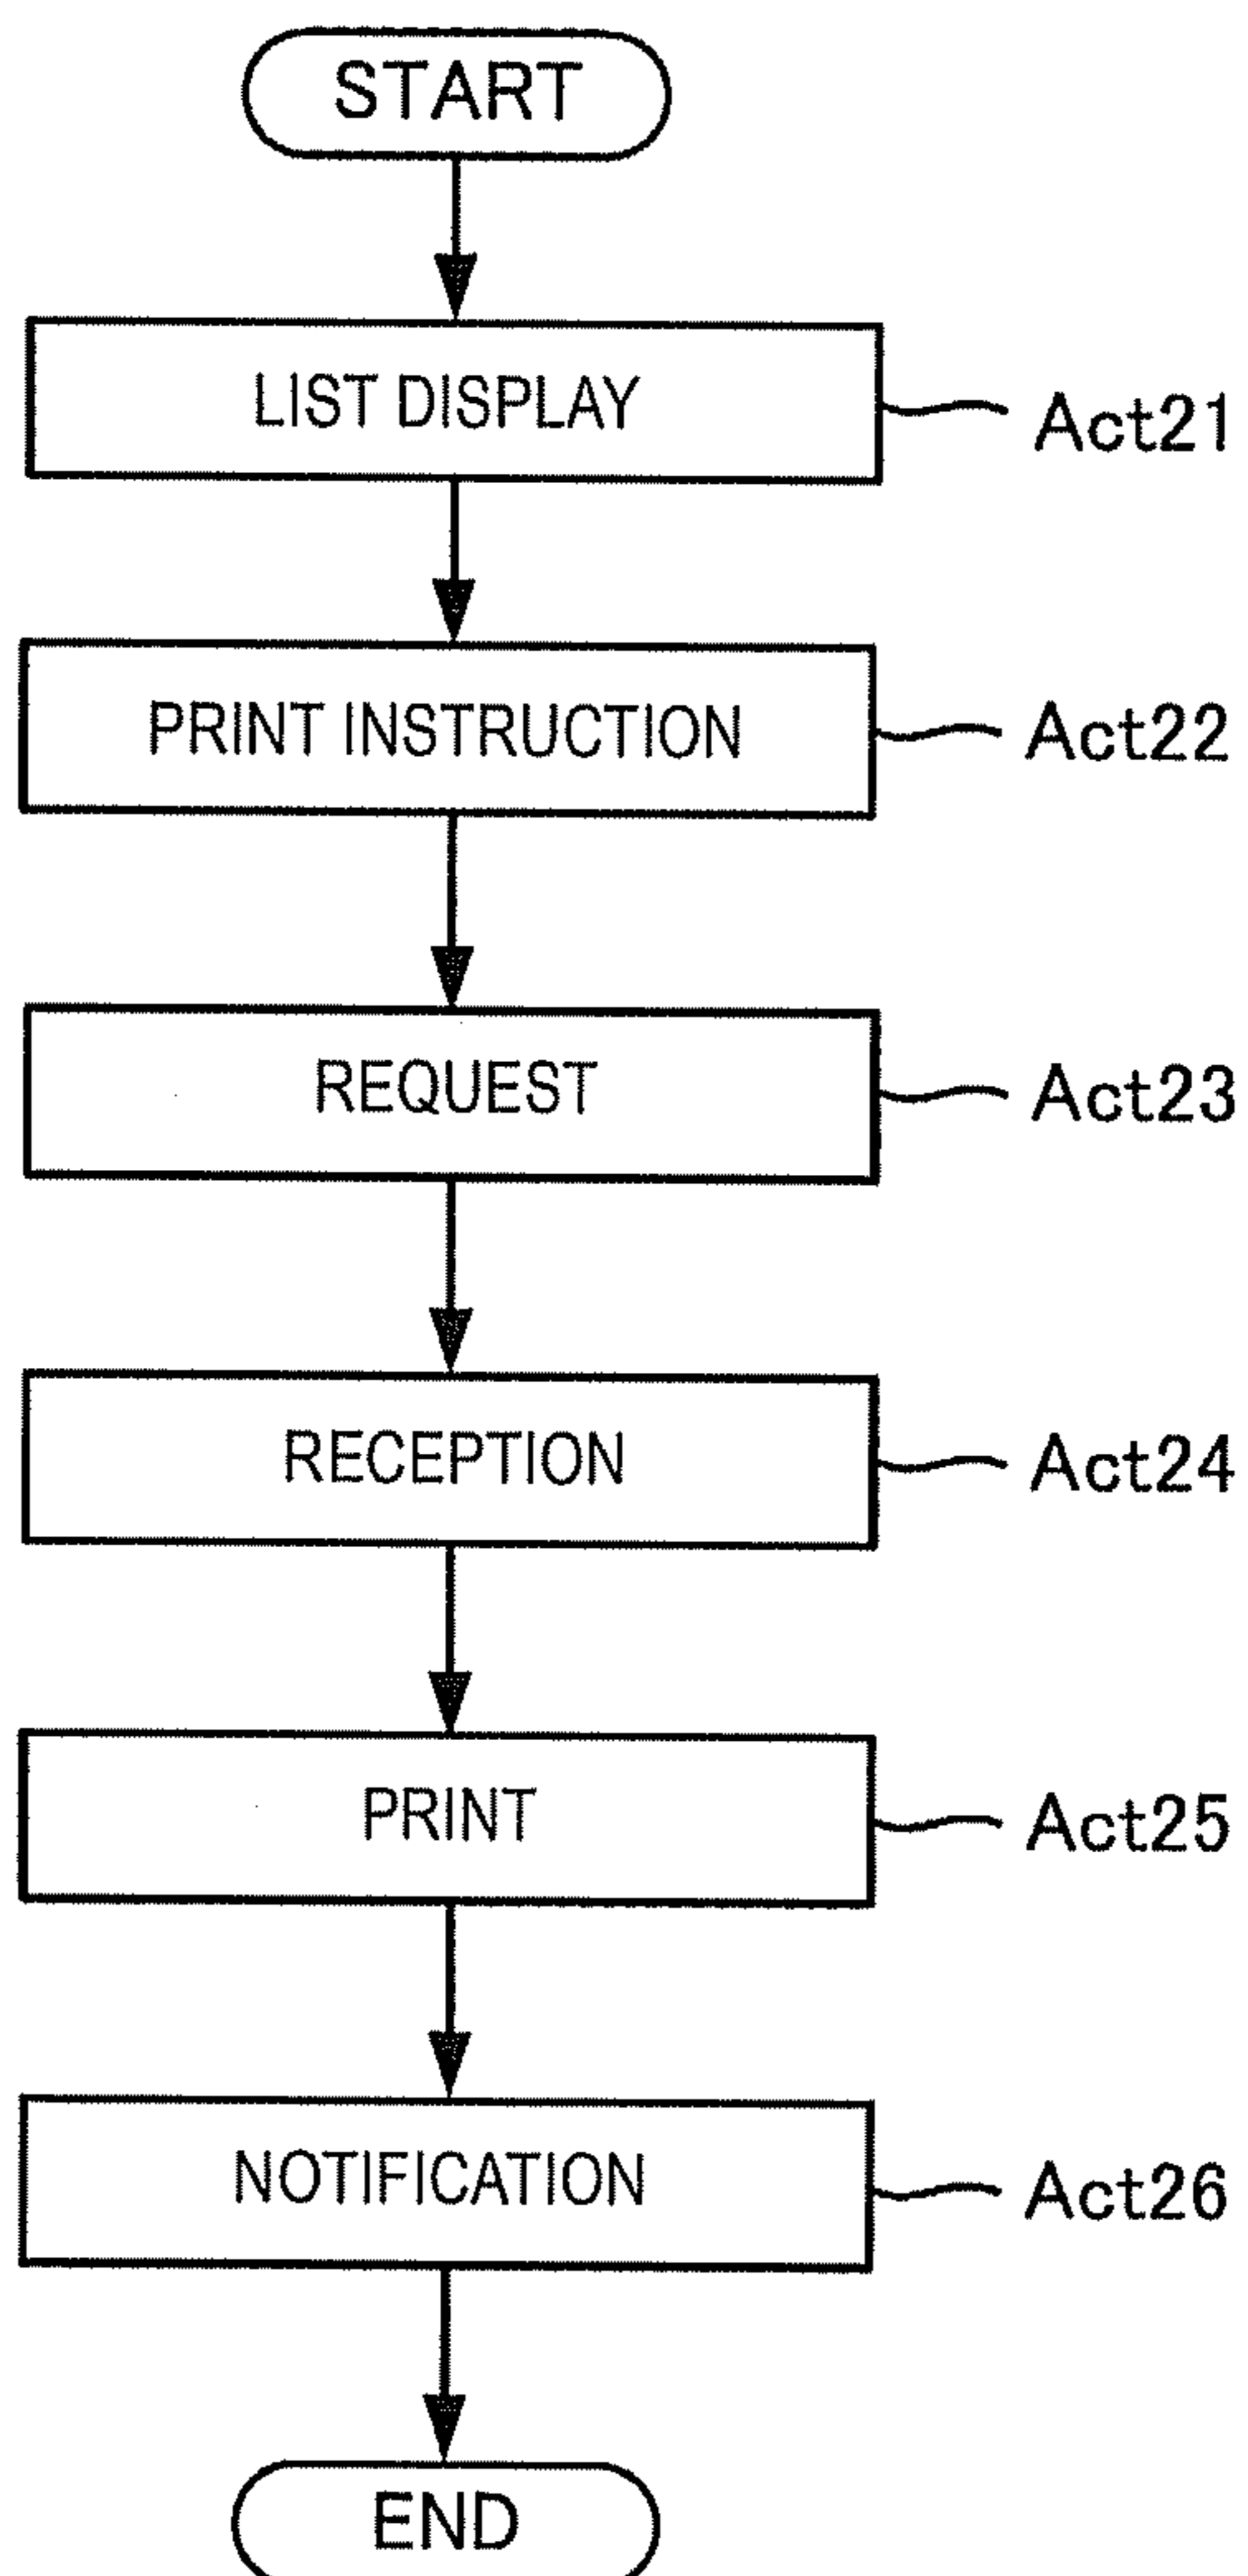 START
LIST DISPLAY
Act21
PRINT INSTRUCTION
Act22
REQUEST
Act23
RECEPTION
Act24
PRINT
Act25
NOTIFICATION
Act26
END